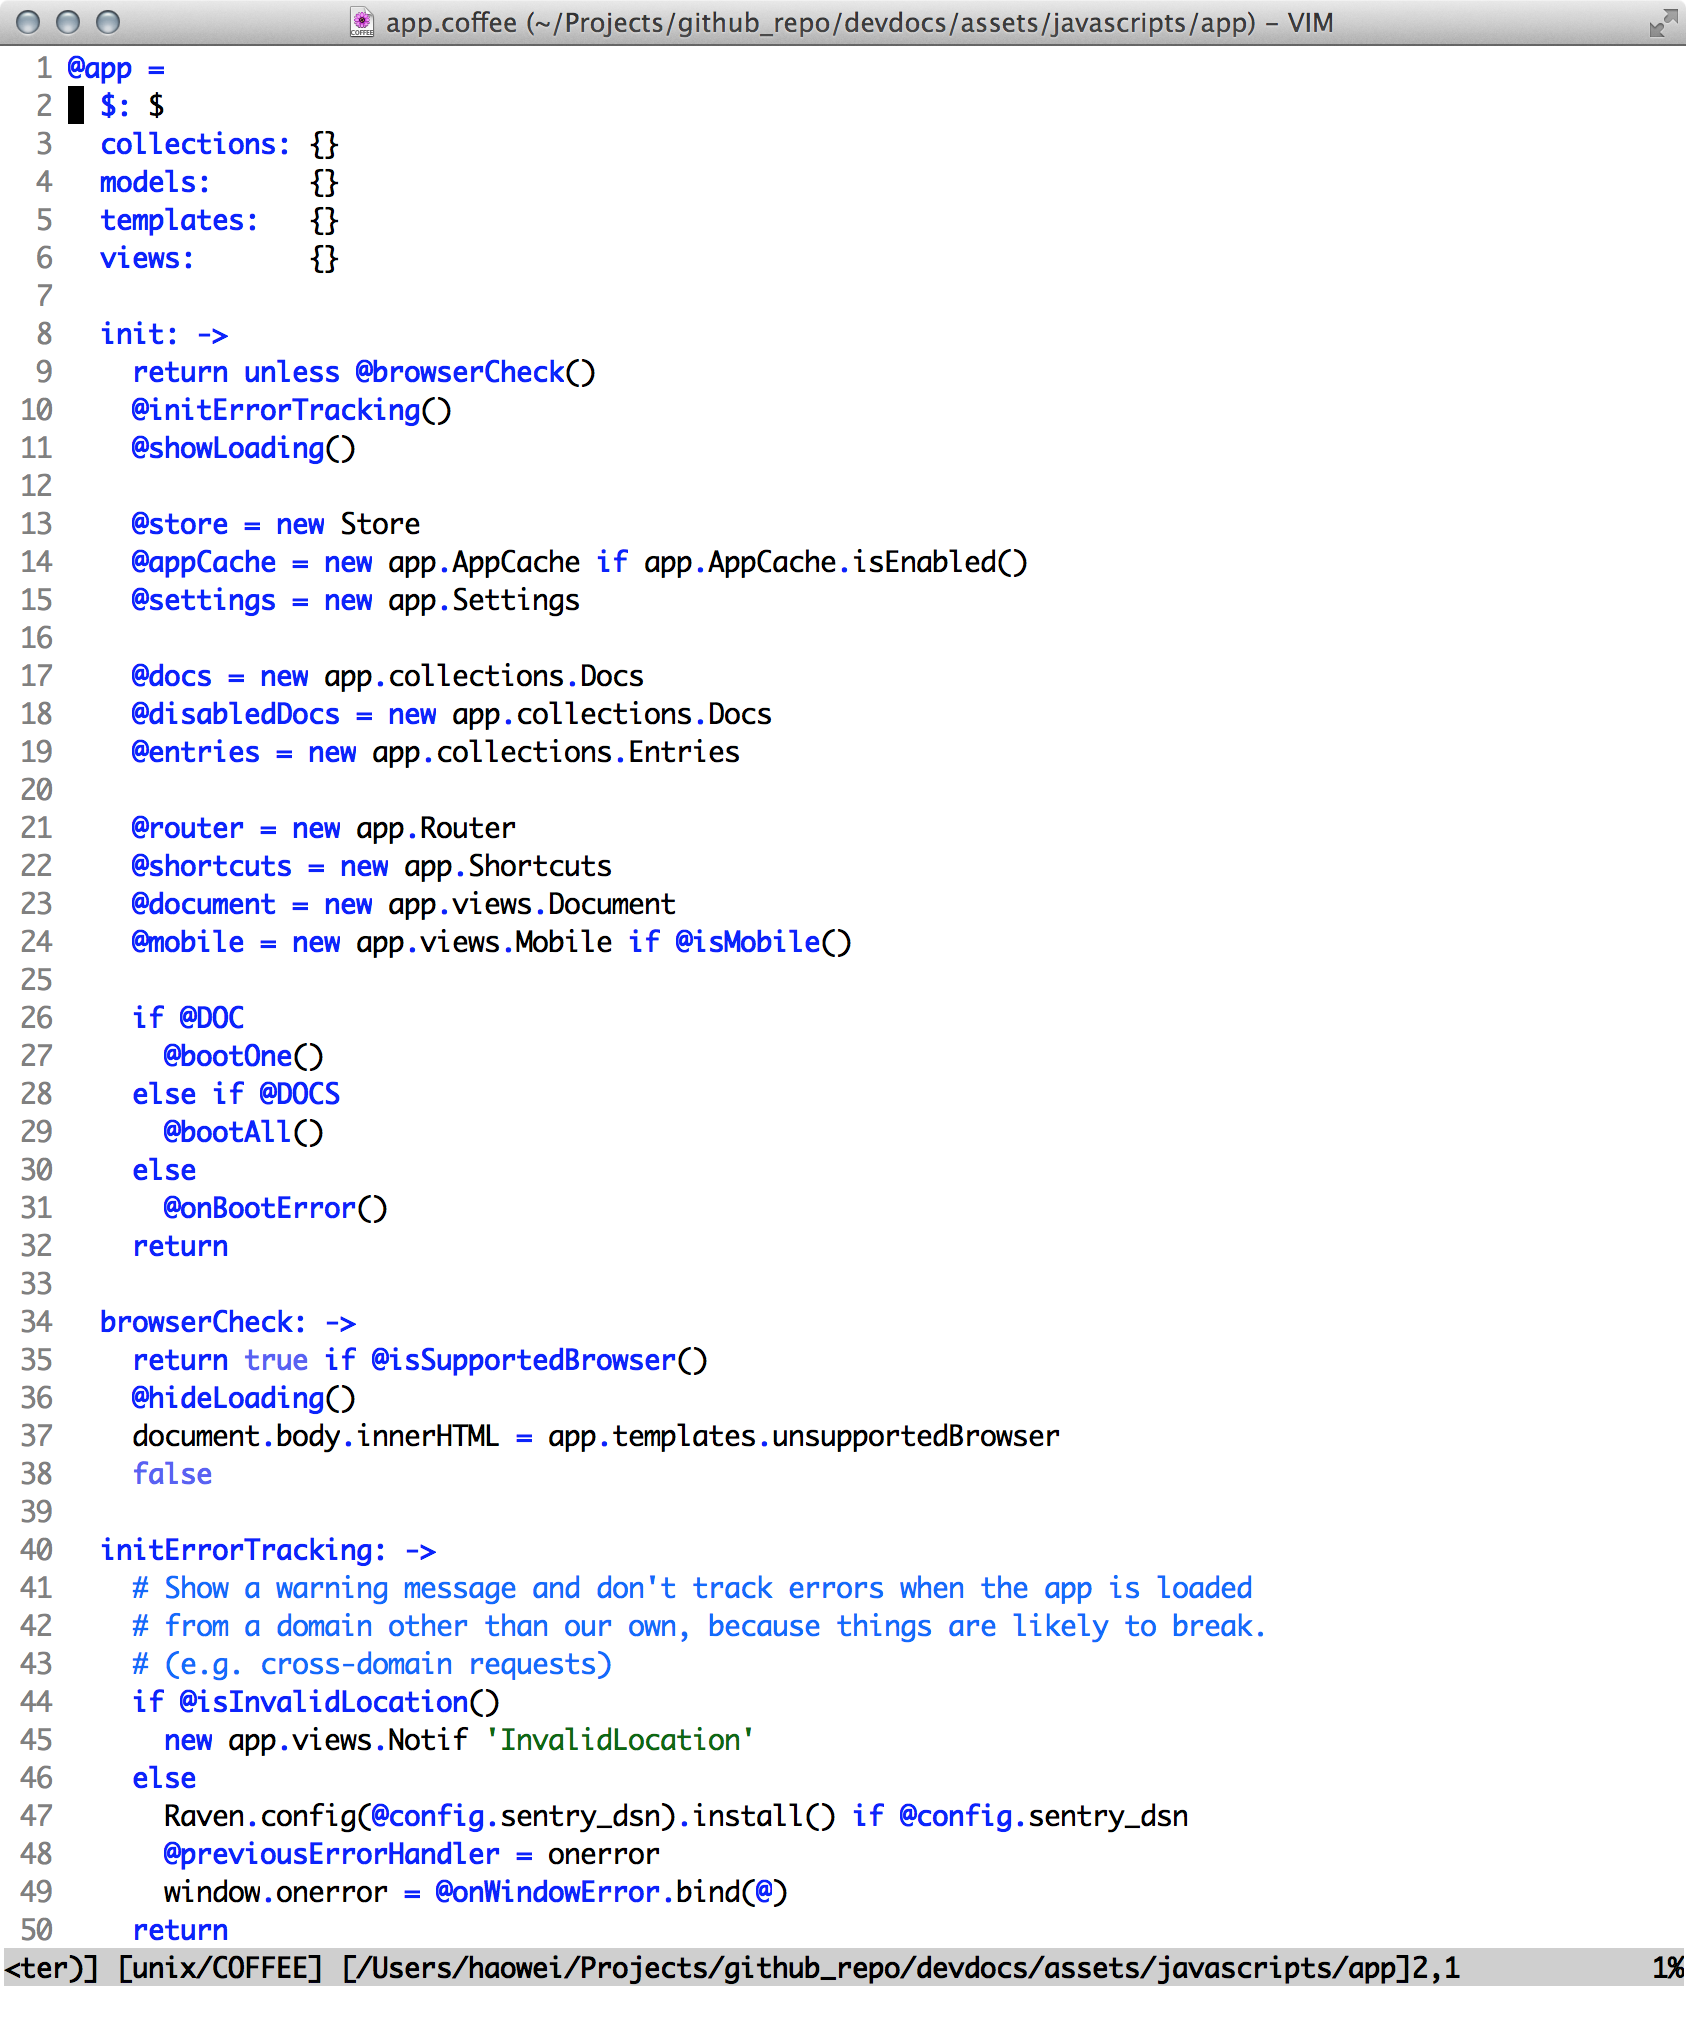 app.coffee (~/Projects/github_repo/devdocs/assets/javascripts/app) – VIM
1 @app =
2   $: $
3   collections: {}
4   models:      {}
5   templates:   {}
6   views:       {}
7
8   init: ->
9     return unless @browserCheck()
10     @initErrorTracking()
11     @showLoading()
12
13     @store = new Store
14     @appCache = new app.AppCache if app.AppCache.isEnabled()
15     @settings = new app.Settings
16
17     @docs = new app.collections.Docs
18     @disabledDocs = new app.collections.Docs
19     @entries = new app.collections.Entries
20
21     @router = new app.Router
22     @shortcuts = new app.Shortcuts
23     @document = new app.views.Document
24     @mobile = new app.views.Mobile if @isMobile()
25
26     if @DOC
27       @bootOne()
28     else if @DOCS
29       @bootAll()
30     else
31       @onBootError()
32     return
33
34   browserCheck: ->
35     return true if @isSupportedBrowser()
36     @hideLoading()
37     document.body.innerHTML = app.templates.unsupportedBrowser
38     false
39
40   initErrorTracking: ->
41     # Show a warning message and don't track errors when the app is loaded
42     # from a domain other than our own, because things are likely to break.
43     # (e.g. cross-domain requests)
44     if @isInvalidLocation()
45       new app.views.Notif 'InvalidLocation'
46     else
47       Raven.config(@config.sentry_dsn).install() if @config.sentry_dsn
48       @previousErrorHandler = onerror
49       window.onerror = @onWindowError.bind(@)
50     return
<ter)] [unix/COFFEE] [/Users/haowei/Projects/github_repo/devdocs/assets/javascripts/app]2,1 1%